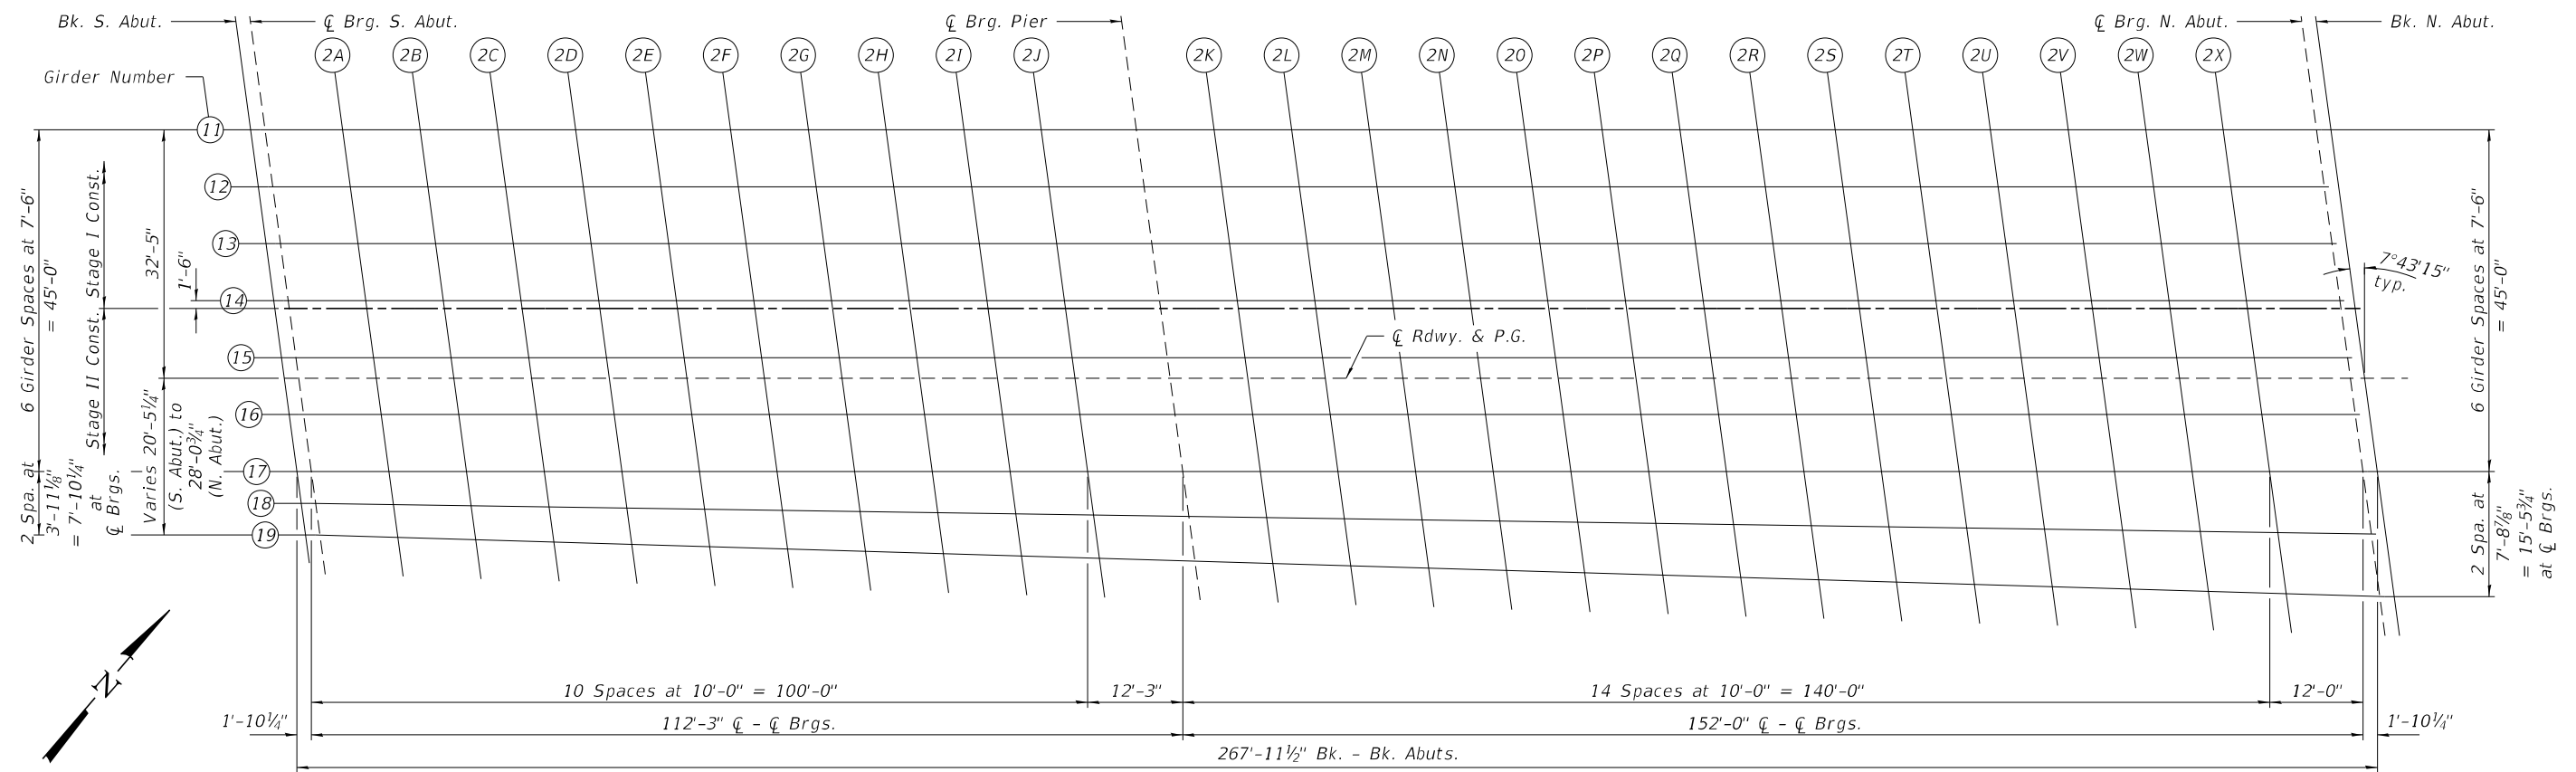 Bk. S. Abut.
℄ Brg. S. Abut.
℄ Brg. Pier
℄ Brg. N. Abut.
Bk. N. Abut.
2A 2B 2C 2D 2E 2F 2G 2H 2I 2J 2K 2L 2M 2N 2O 2P 2Q 2R 2S 2T 2U 2V 2W 2X
Girder Number
11
12
13
14
15
16
17
18
19
6 Girder Spaces at 7'-6"
= 45'-0"
2 Spa. at
3'-11⅛"
= 7'-10¼"
at
℄ Brgs.
Stage I Const.
Stage II Const.
32'-5"
1'-6"
Varies 20'-5¼"
(S. Abut.) to
28'-0¾"
(N. Abut.)
℄ Rdwy. & P.G.
7°43'15"
typ.
6 Girder Spaces at 7'-6"
= 45'-0"
2 Spa. at
7'-8⅞"
= 15'-5¾"
at ℄ Brgs.
N
10 Spaces at 10'-0" = 100'-0"
12'-3"
14 Spaces at 10'-0" = 140'-0"
12'-0"
1'-10¼"
112'-3" ℄ - ℄ Brgs.
152'-0" ℄ - ℄ Brgs.
1'-10¼"
267'-11½" Bk. - Bk. Abuts.